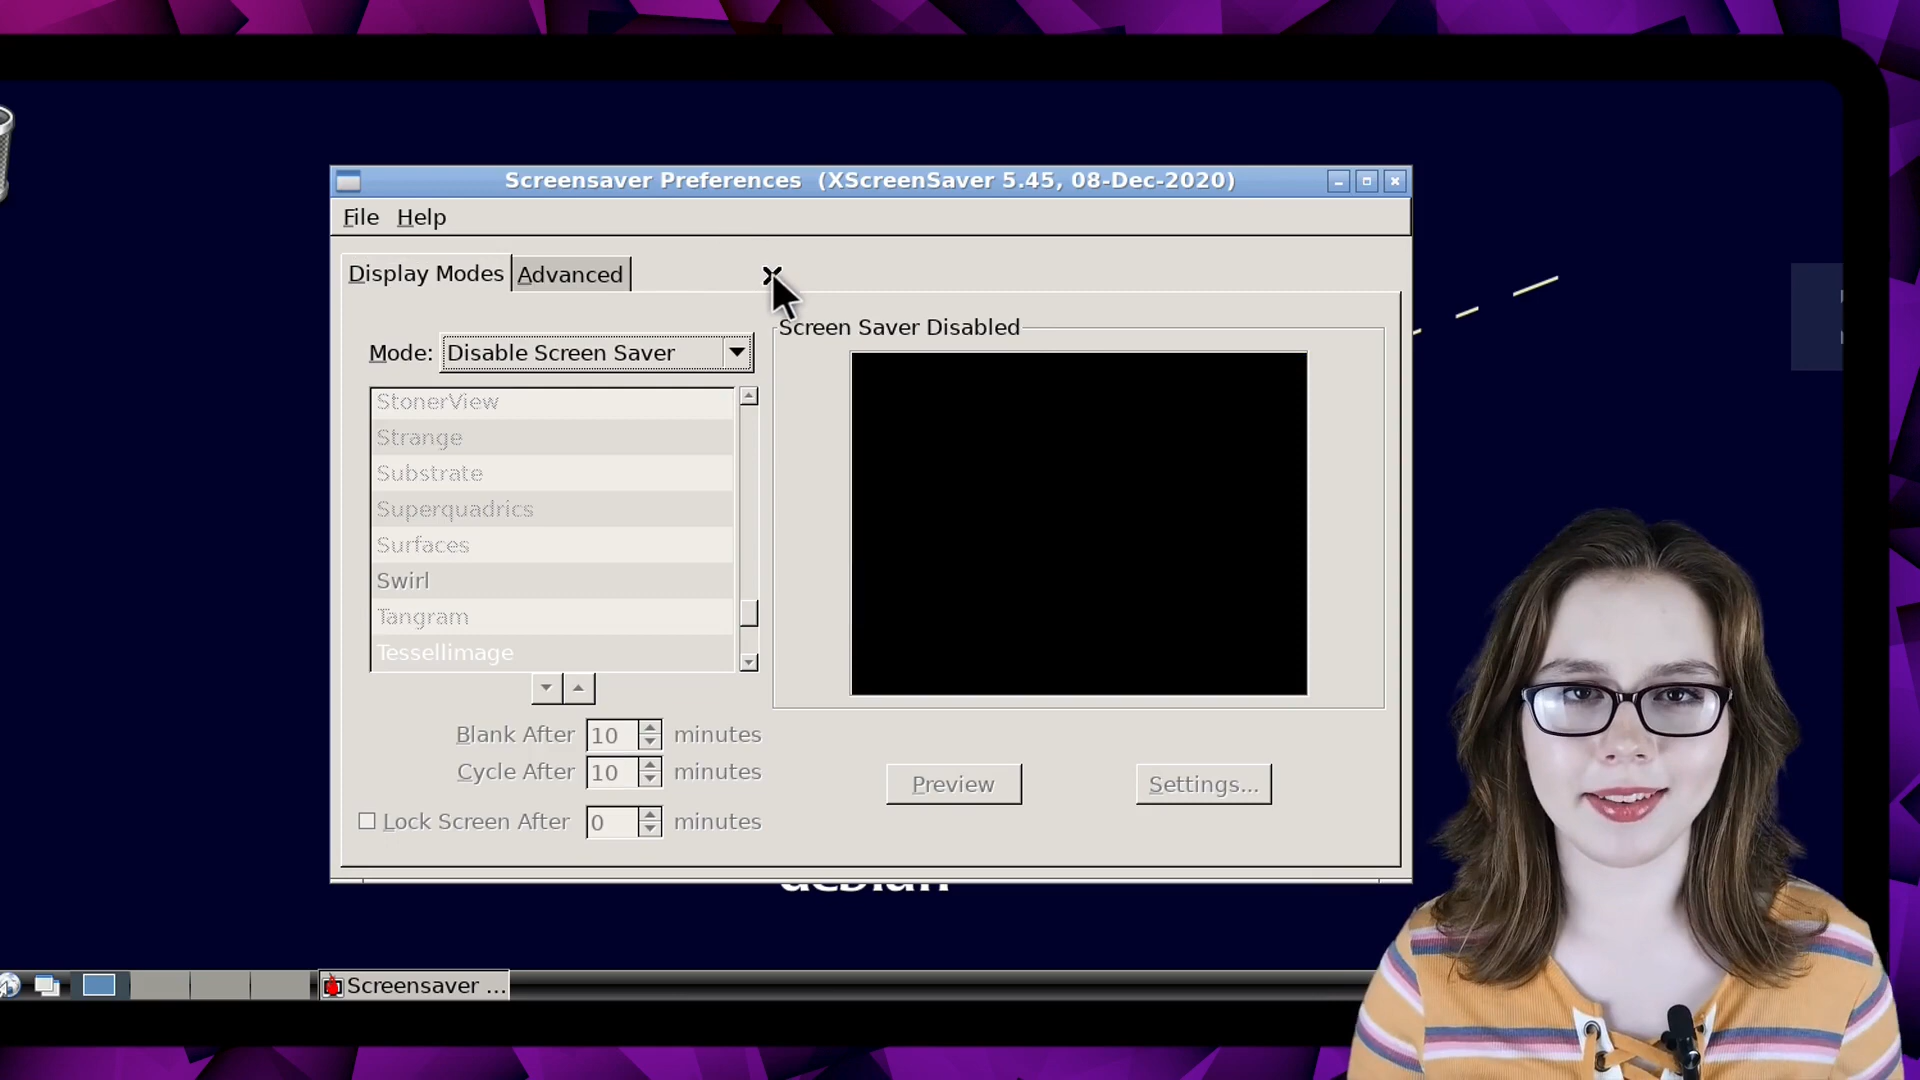 Screensaver Preferences (XScreenSaver 5.45, 08-Dec-2020)
File Help
Display Modes Advanced
Screen Saver Disabled
Mode: Disable Screen Saver
StonerView
Strange
Substrate
Superquadrics
Surfaces
Swirl
Tangram
Tessellimage
Blank After 10 minutes
Cycle After 10 minutes
Preview Settings...
Lock Screen After 0 minutes
debian
Screensaver ...